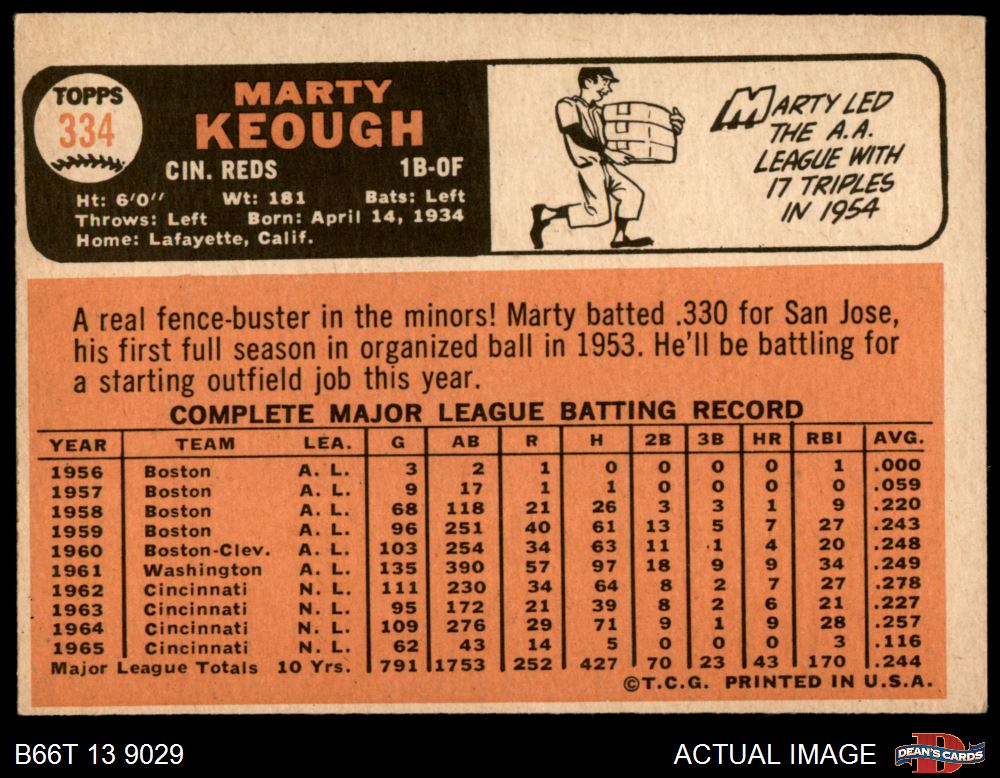 TOPPS
334
MARTY
KEOUGH
CIN. REDS 1B-OF
Ht: 6'0'' Wt: 181 Bats: Left
Throws: Left Born: April 14, 1934
Home: Lafayette, Calif.
MARTY LED
THE A.A.
LEAGUE WITH
17 TRIPLES
IN 1954
A real fence-buster in the minors! Marty batted .330 for San Jose,
his first full season in organized ball in 1953. He'll be battling for
a starting outfield job this year.
COMPLETE MAJOR LEAGUE BATTING RECORD
YEAR TEAM LEA. G AB R H 2B 3B HR RBI AVG.
1956 Boston A. L. 3 2 1 0 0 0 0 1 .000
1957 Boston A. L. 9 17 1 1 0 0 0 0 .059
1958 Boston A. L. 68 118 21 26 3 3 1 9 .220
1959 Boston A. L. 96 251 40 61 13 5 7 27 .243
1960 Boston-Clev. A. L. 103 254 34 63 11 1 4 20 .248
1961 Washington A. L. 135 390 57 97 18 9 9 34 .249
1962 Cincinnati N. L. 111 230 34 64 8 2 7 27 .278
1963 Cincinnati N. L. 95 172 21 39 8 2 6 21 .227
1964 Cincinnati N. L. 109 276 29 71 9 1 9 28 .257
1965 Cincinnati N. L. 62 43 14 5 0 0 0 3 .116
Major League Totals 10 Yrs. 791 1753 252 427 70 23 43 170 .244
©T.C.G. PRINTED IN U.S.A.
B66T 13 9029
ACTUAL IMAGE
DEAN'S CARDS